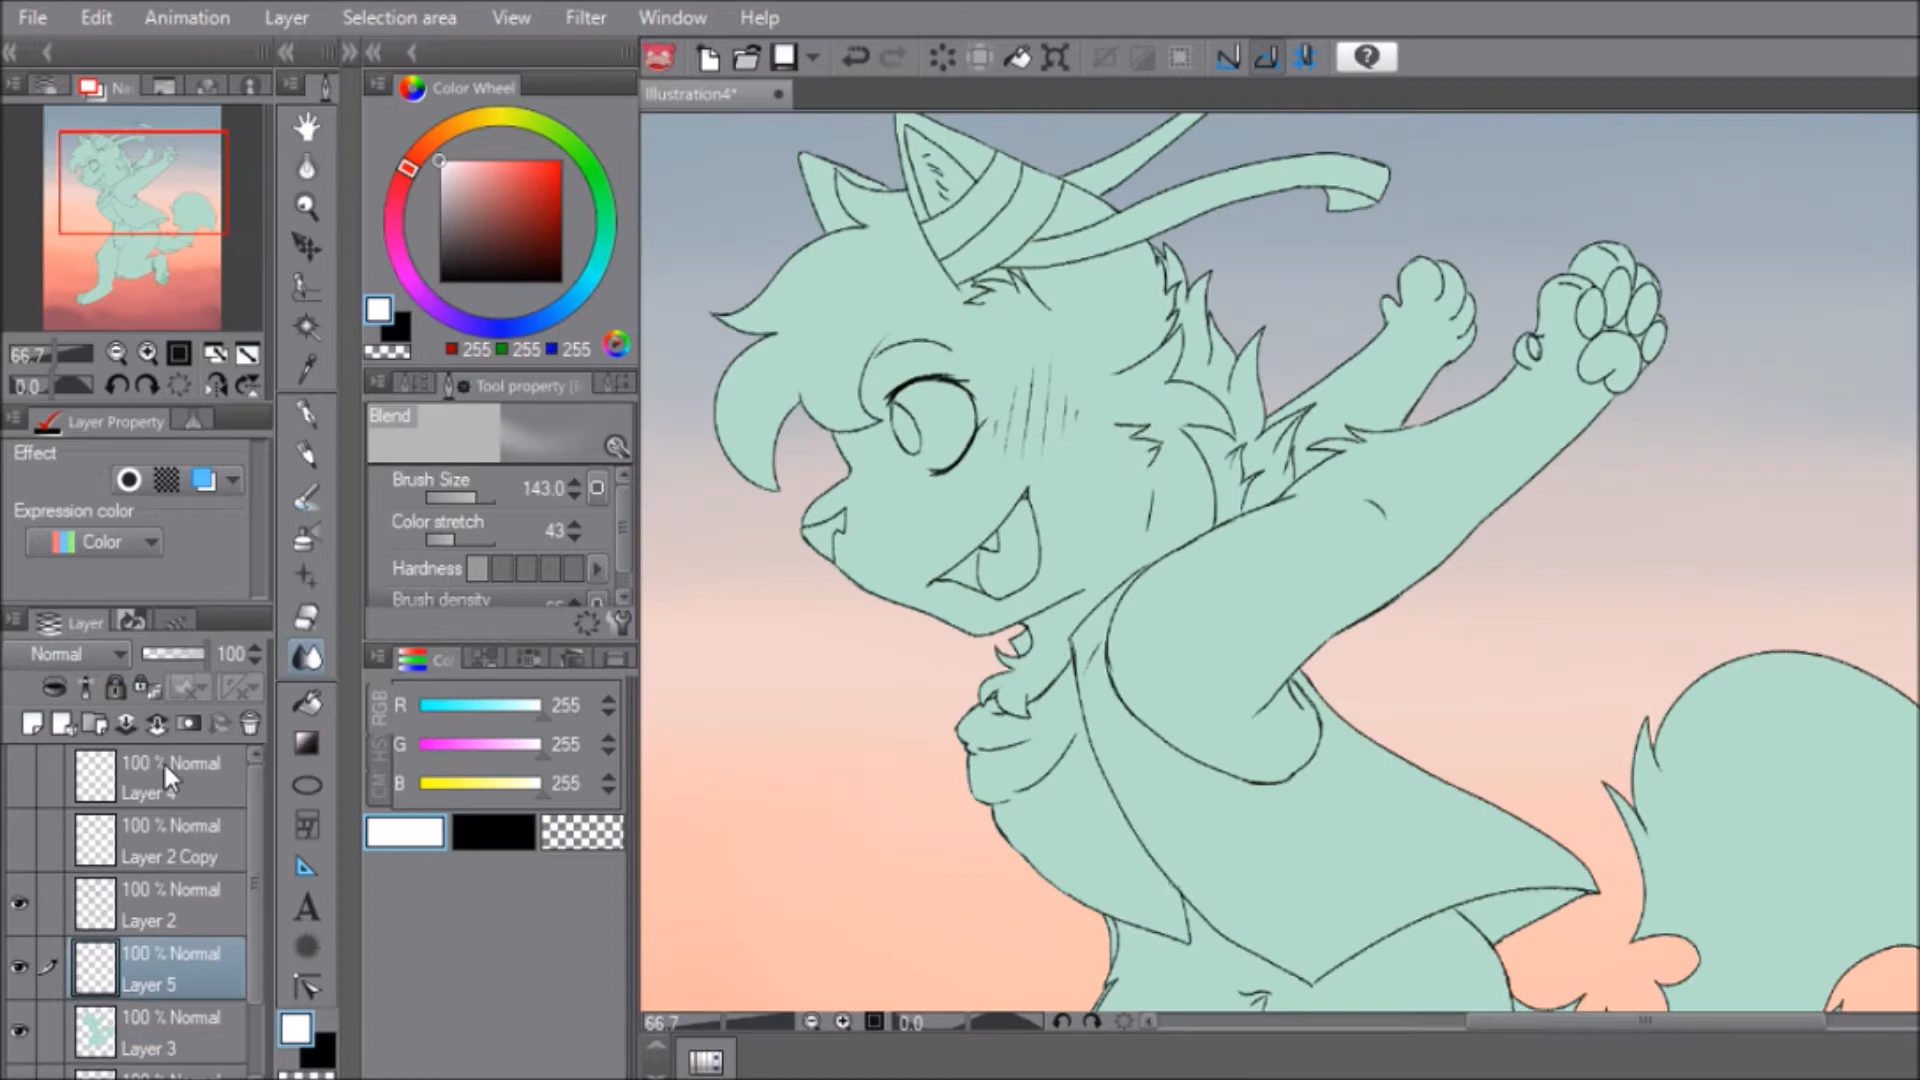 File Edit Animation Layer Selection area View Filter Window Help
Color Wheel
Illustration4*
66.7
0.0
255 255 255
Tool property
Layer Property
Blend
Effect
Brush Size 143.0
Expression color
Color stretch 43
Color
Hardness
Brush density
Layer
Normal 100
RGB
R 255
G 255
B 255
100 % Normal
Layer 4
100 % Normal
Layer 2 Copy
100 % Normal
Layer 2
A
100 % Normal
Layer 5
100 % Normal
Layer 3
66.7 0.0